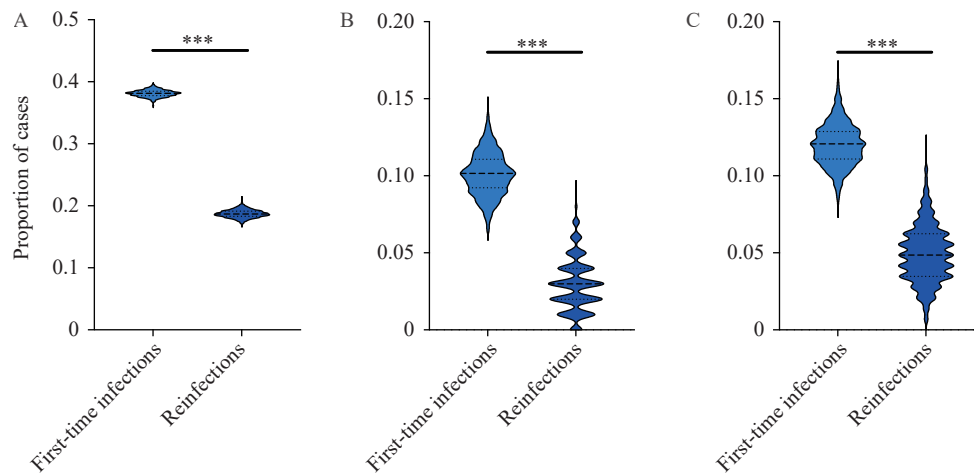 A
Proportion of cases
0.5
0.4
0.3
0.2
0.1
0
***
First-time infections
Reinfections
B
0.20
0.15
0.10
0.05
0
***
First-time infections
Reinfections
C
0.20
0.15
0.10
0.05
0
***
First-time infections
Reinfections